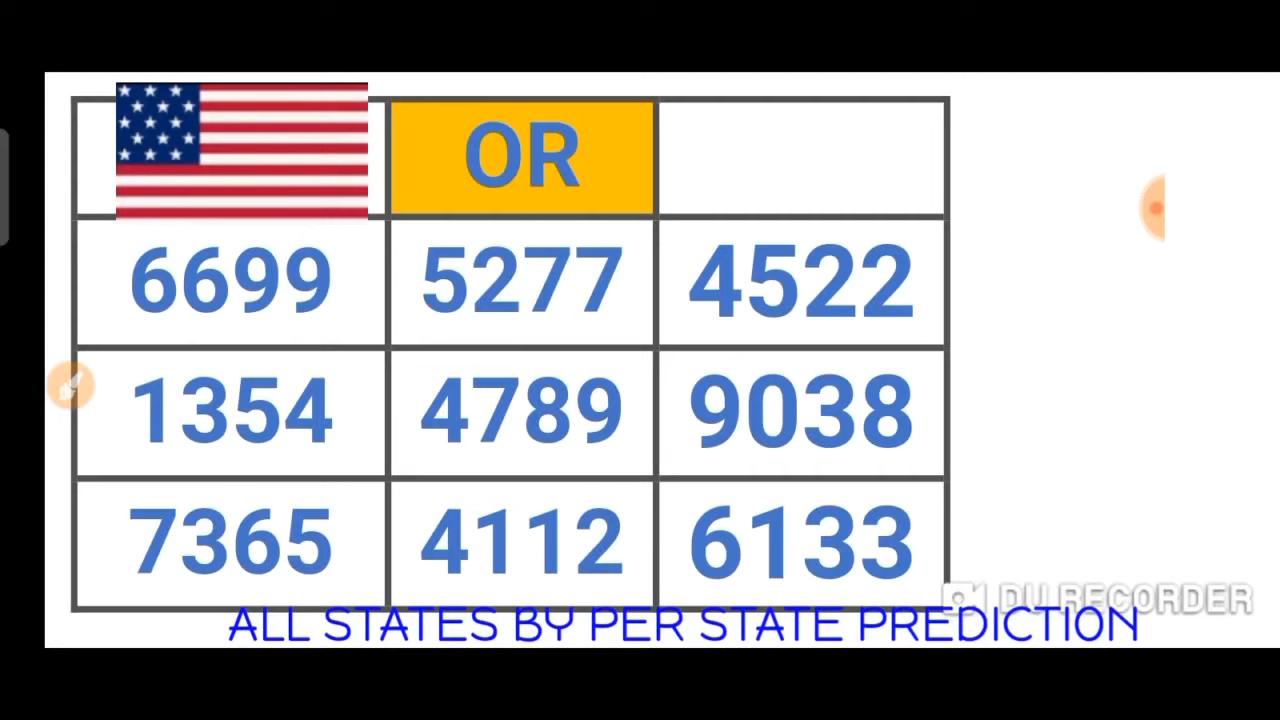 OR
6699 5277 4522
1354 4789 9038
7365 4112 6133
DU RECORDER
ALL STATES BY PER STATE PREDICTION